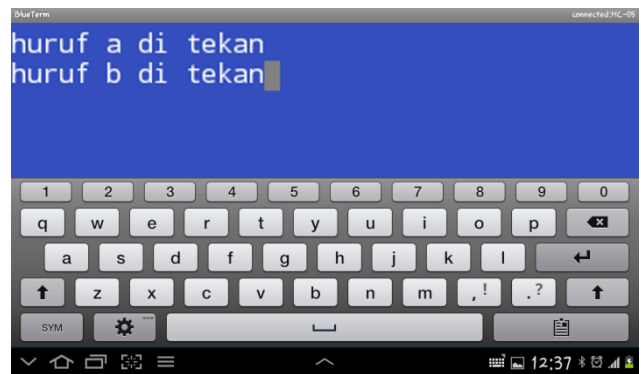 BlueTerm connected:HC-05
huruf a di tekan
huruf b di tekan
1 2 3 4 5 6 7 8 9 0
q w e r t y u i o p
a s d f g h j k l
z x c v b n m , ! . ?
SYM
12:37